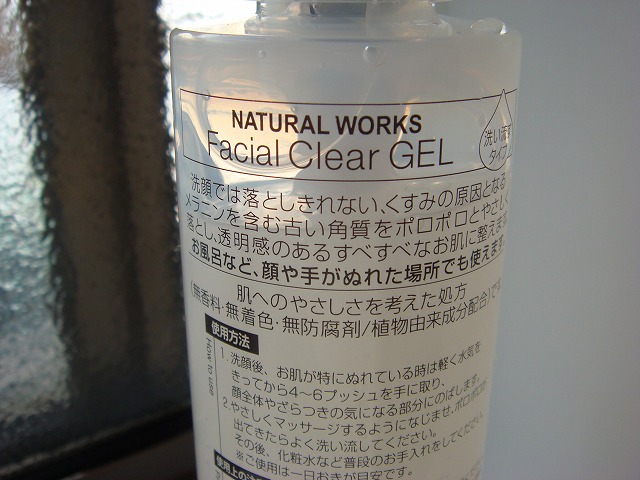 NATURAL WORKS
Facial Clear GEL
洗い流す
タイプ
洗顔では落としきれない、くすみの原因となる
メラニンを含む古い角質をポロポロとやさしく
落とし、透明感のあるすべすべなお肌に整えます
お風呂など、顔や手がぬれた場所でも使えます
肌へのやさしさを考えた処方
(無香料・無着色・無防腐剤/植物由来成分配合)です
使用方法
How to use
1. 洗顔後、お肌が特にぬれている時は軽く水気を
きってから4〜6プッシュを手に取り、
顔全体やざらつきの気になる部分にのばします。
2. やさしくマッサージするようになじませ、ポロポロが
出てきたらよく洗い流してください。
その後、化粧水など普段のお手入れをしてください。
※ご使用は一日おきが目安です。
使用上の注